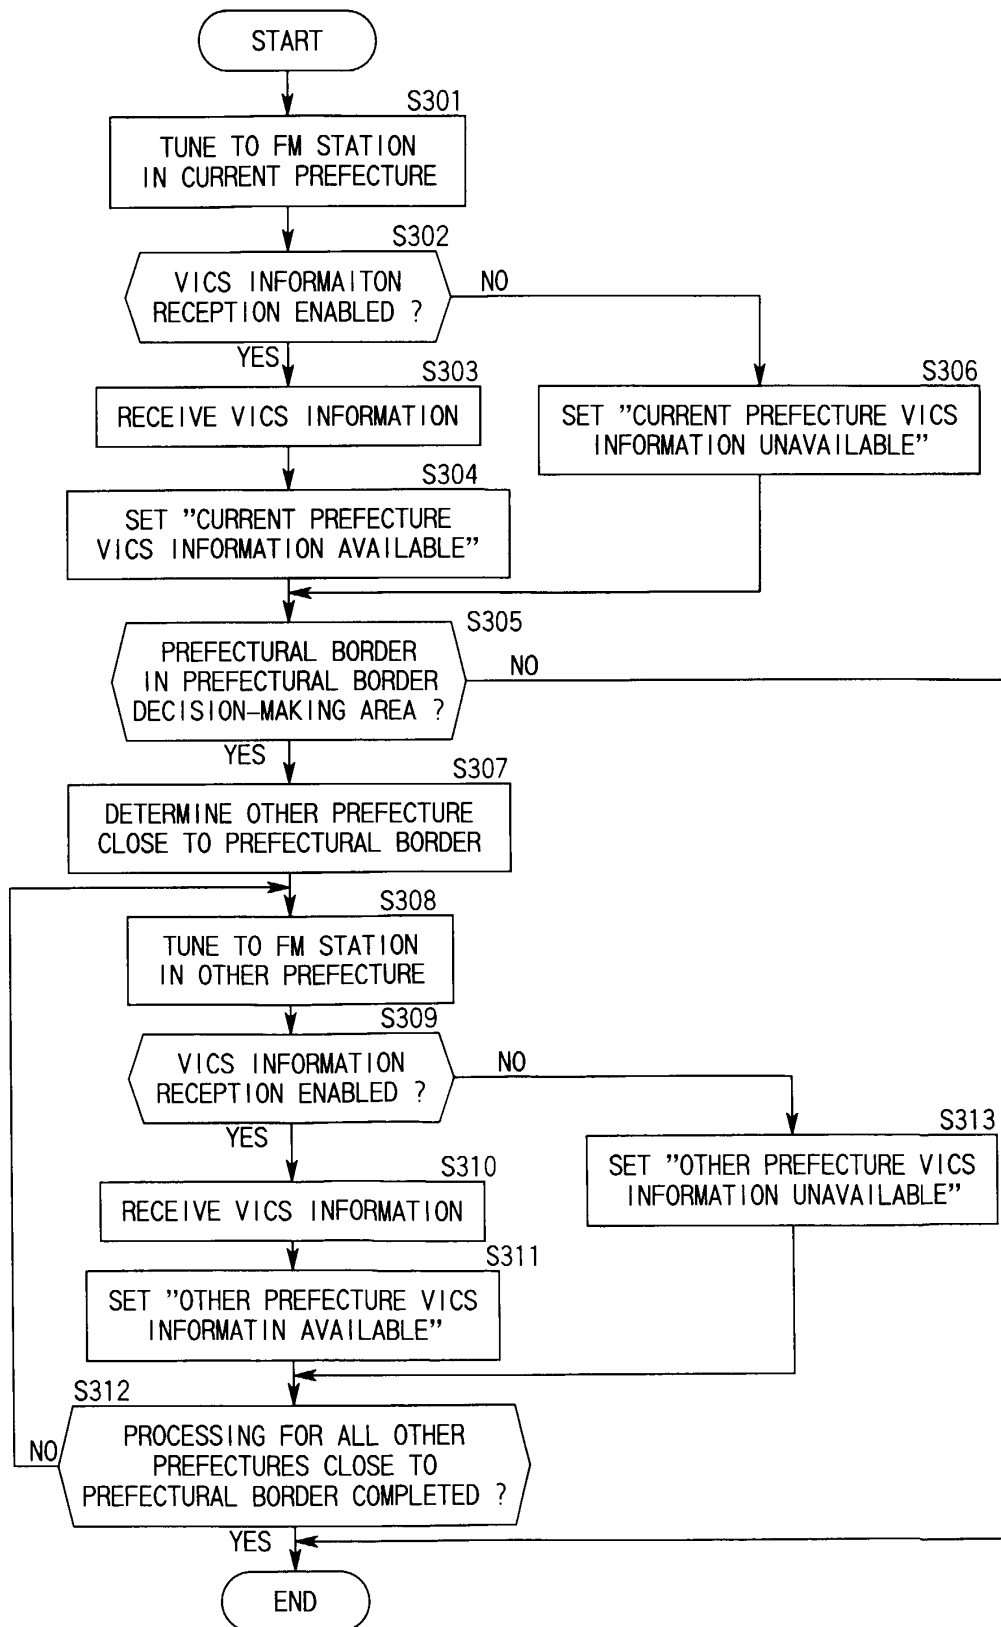 START
S301
TUNE TO FM STATION
IN CURRENT PREFECTURE
S302
VICS INFORMAITON
RECEPTION ENABLED ?
NO
YES
S303
RECEIVE VICS INFORMATION
S306
SET "CURRENT PREFECTURE VICS
INFORMATION UNAVAILABLE"
S304
SET "CURRENT PREFECTURE
VICS INFORMATION AVAILABLE"
S305
PREFECTURAL BORDER
IN PREFECTURAL BORDER
DECISION-MAKING AREA ?
NO
YES
S307
DETERMINE OTHER PREFECTURE
CLOSE TO PREFECTURAL BORDER
S308
TUNE TO FM STATION
IN OTHER PREFECTURE
S309
VICS INFORMATION
RECEPTION ENABLED ?
NO
YES
S310
RECEIVE VICS INFORMATION
S313
SET "OTHER PREFECTURE VICS
INFORMATION UNAVAILABLE"
S311
SET "OTHER PREFECTURE VICS
INFORMATIN AVAILABLE"
S312
PROCESSING FOR ALL OTHER
PREFECTURES CLOSE TO
PREFECTURAL BORDER COMPLETED ?
NO
YES
END